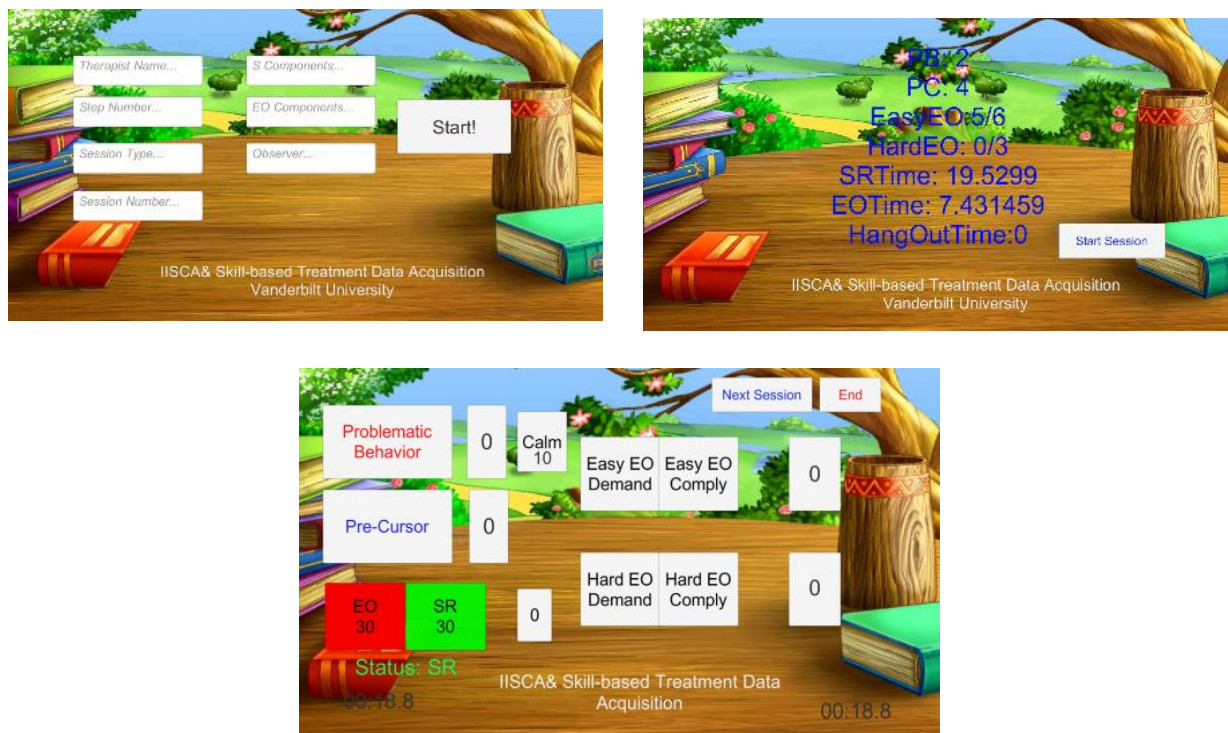 Therapist Name...
S Components...
Step Number...
EO Components...
Start!
Session Type...
Observer...
Session Number...
IISCA& Skill-based Treatment Data Acquisition
Vanderbilt University
PB: 2
PC: 4
EasyEO:5/6
HardEO: 0/3
SRTime: 19.5299
EOTime: 7.431459
HangOutTime:0
Start Session
IISCA& Skill-based Treatment Data Acquisition
Vanderbilt University
Next Session
End
Problematic
Behavior
0
Calm
10
Easy EO
Demand
Easy EO
Comply
0
Pre-Cursor
0
EO
30
SR
30
0
Hard EO
Demand
Hard EO
Comply
0
Status: SR
00:18.8
IISCA& Skill-based Treatment Data
Acquisition
00:18.8